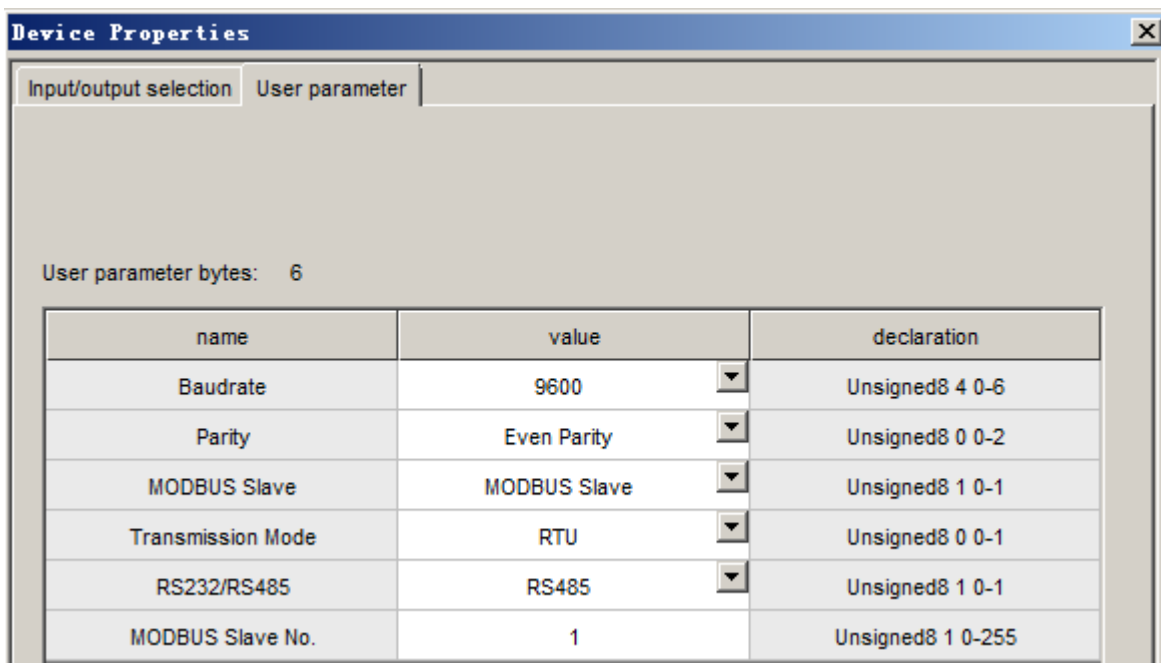 Device Properties
Input/output selection User parameter
User parameter bytes: 6
name value declaration
Baudrate 9600 Unsigned8 4 0-6
Parity Even Parity Unsigned8 0 0-2
MODBUS Slave MODBUS Slave Unsigned8 1 0-1
Transmission Mode RTU Unsigned8 0 0-1
RS232/RS485 RS485 Unsigned8 1 0-1
MODBUS Slave No. 1 Unsigned8 1 0-255